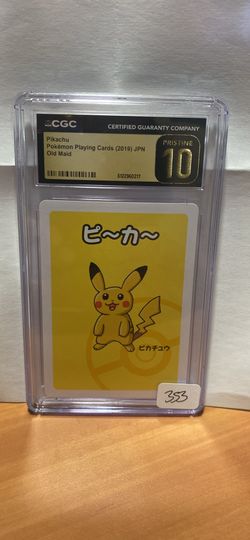 CGC
CERTIFIED GUARANTY COMPANY
Pikachu
Pokémon Playing Cards (2019) JPN
Old Maid
PRISTINE
10
ピ〜カ〜
ピカチュウ
353